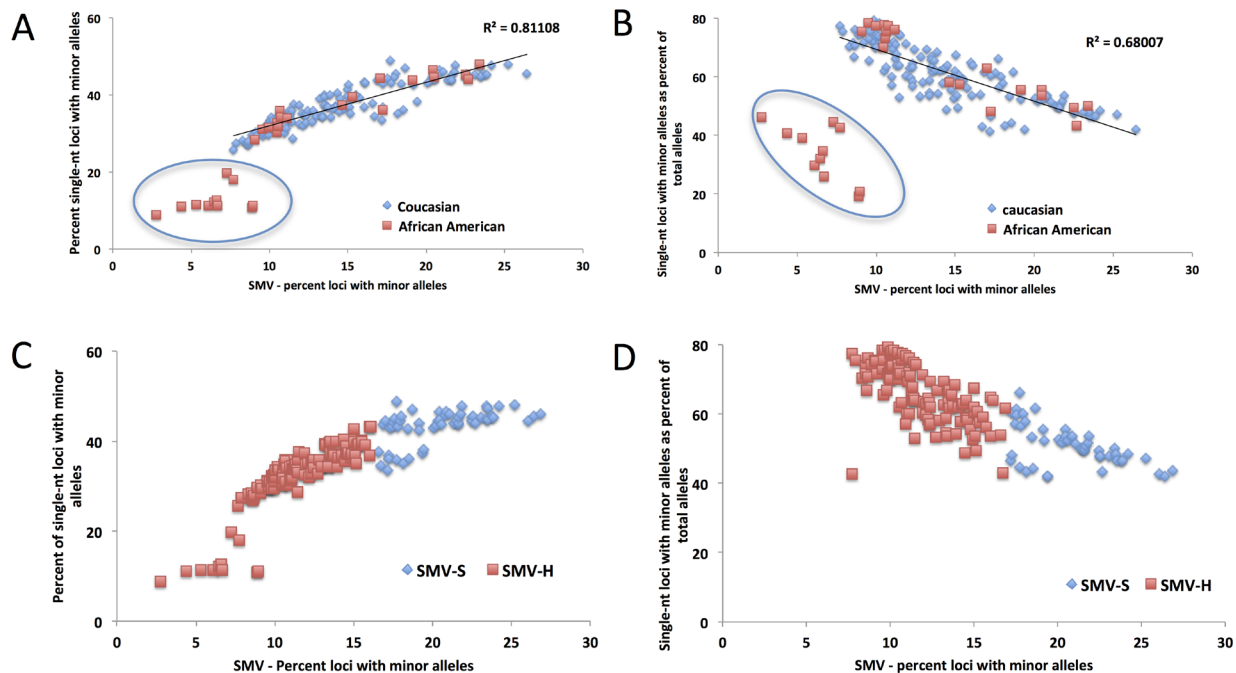 A
Percent single-nt loci with minor alleles
60
40
20
0
R² = 0.81108
Coucasian
African American
0 5 10 15 20 25 30
SMV - percent loci with minor alleles
B
Single-nt loci with minor alleles as percent of
total alleles
80
60
40
20
0
R² = 0.68007
caucasian
African American
0 5 10 15 20 25 30
SMV - percent loci with minor alleles
C
Percent of single-nt loci with minor
alleles
60
40
20
0
SMV-S SMV-H
0 5 10 15 20 25 30
SMV - Percent loci with minor alleles
D
Single-nt loci with minor alleles as percent of
total alleles
80
60
40
20
0
SMV-S SMV-H
0 5 10 15 20 25 30
SMV - percent loci with minor alleles